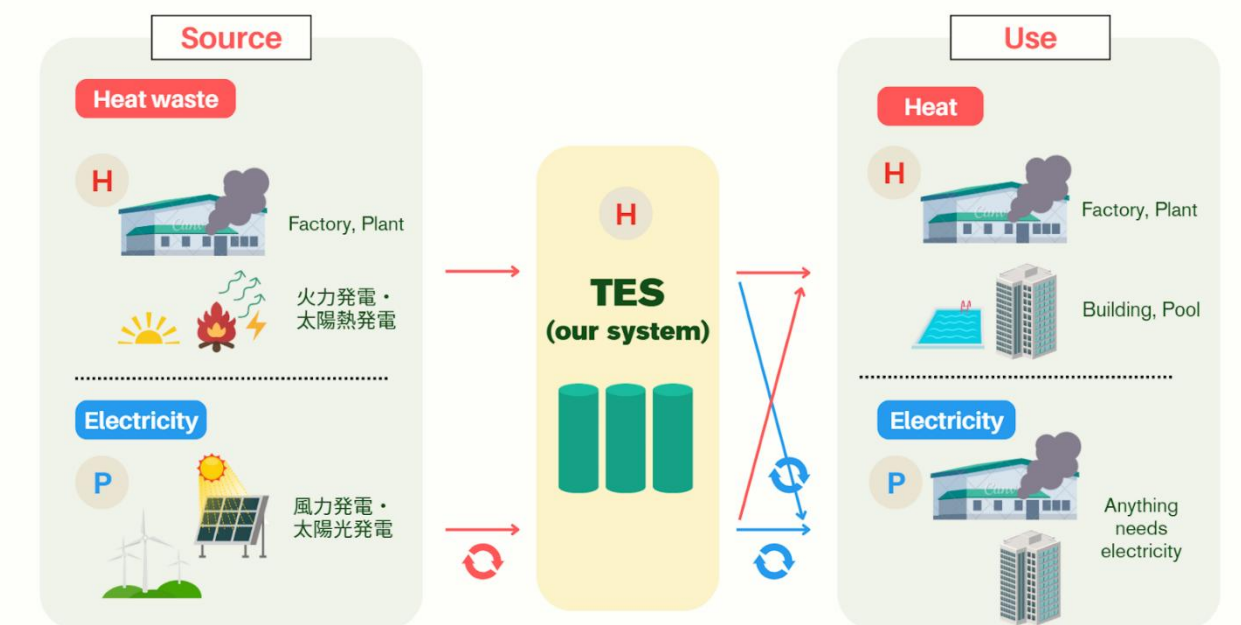 Source
Heat waste
H
Factory, Plant
火力発電・
太陽熱発電
Electricity
P
風力発電・
太陽光発電
H
TES
(our system)
Use
Heat
H
Factory, Plant
Building, Pool
Electricity
P
Anything
needs
electricity